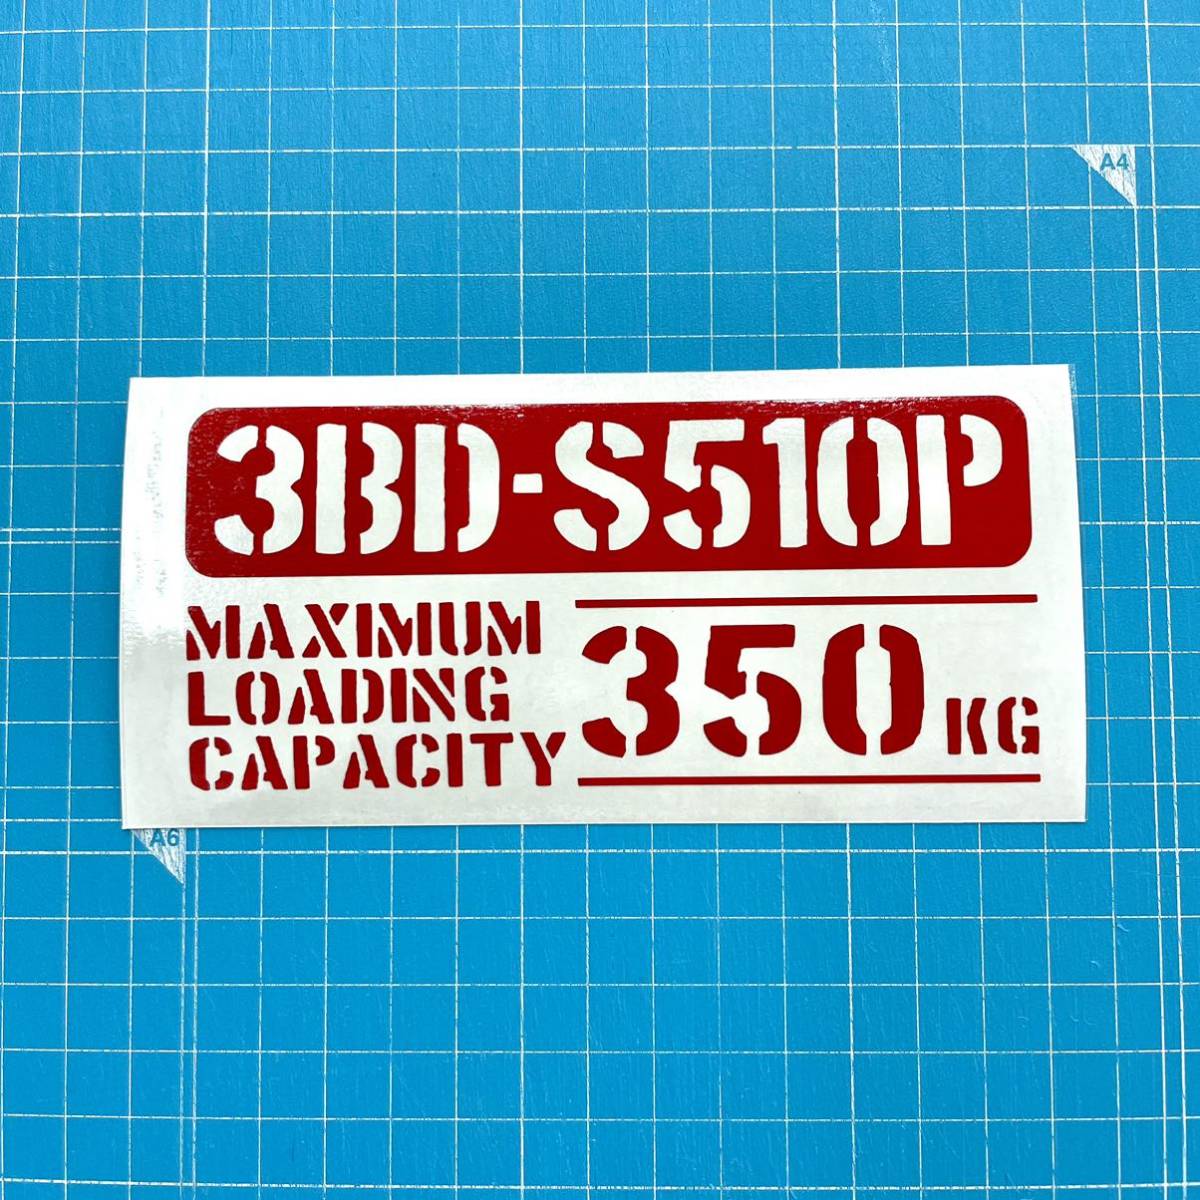 A4
3BD-S510P
MAXIMUM
LOADING
CAPACITY
350 KG
A6